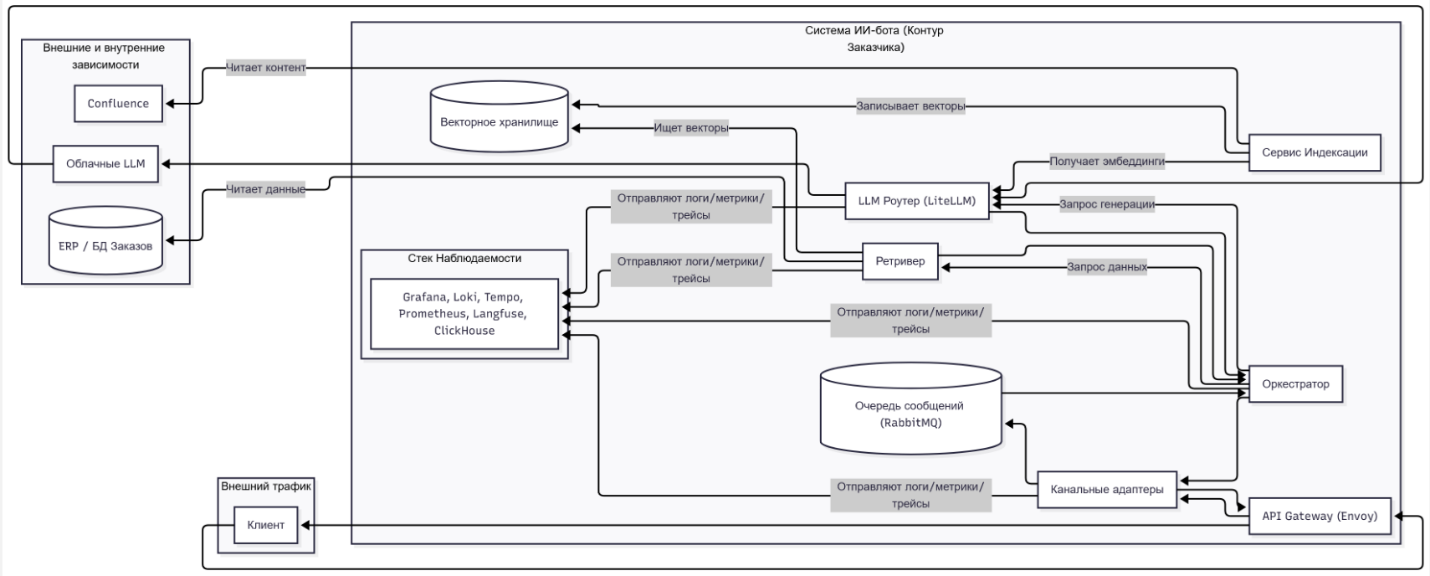 Система ИИ-бота (Контур
Заказчика)
Внешние и внутренние
зависимости
Читает контент
Confluence
Векторное хранилище
Записывает векторы
Ищет векторы
Сервис Индексации
Облачные LLM
Получает эмбеддинги
Читает данные
Отправляют логи/метрики/
трейсы
LLM Роутер (LiteLLM)
Запрос генерации
ERP / БД Заказов
Стек Наблюдаемости
Отправляют логи/метрики/
трейсы
Ретривер
Запрос данных
Grafana, Loki, Tempo,
Prometheus, Langfuse,
ClickHouse
Отправляют логи/метрики/
трейсы
Оркестратор
Очередь сообщений
(RabbitMQ)
Внешний трафик
Отправляют логи/метрики/
трейсы
Канальные адаптеры
Клиент
API Gateway (Envoy)